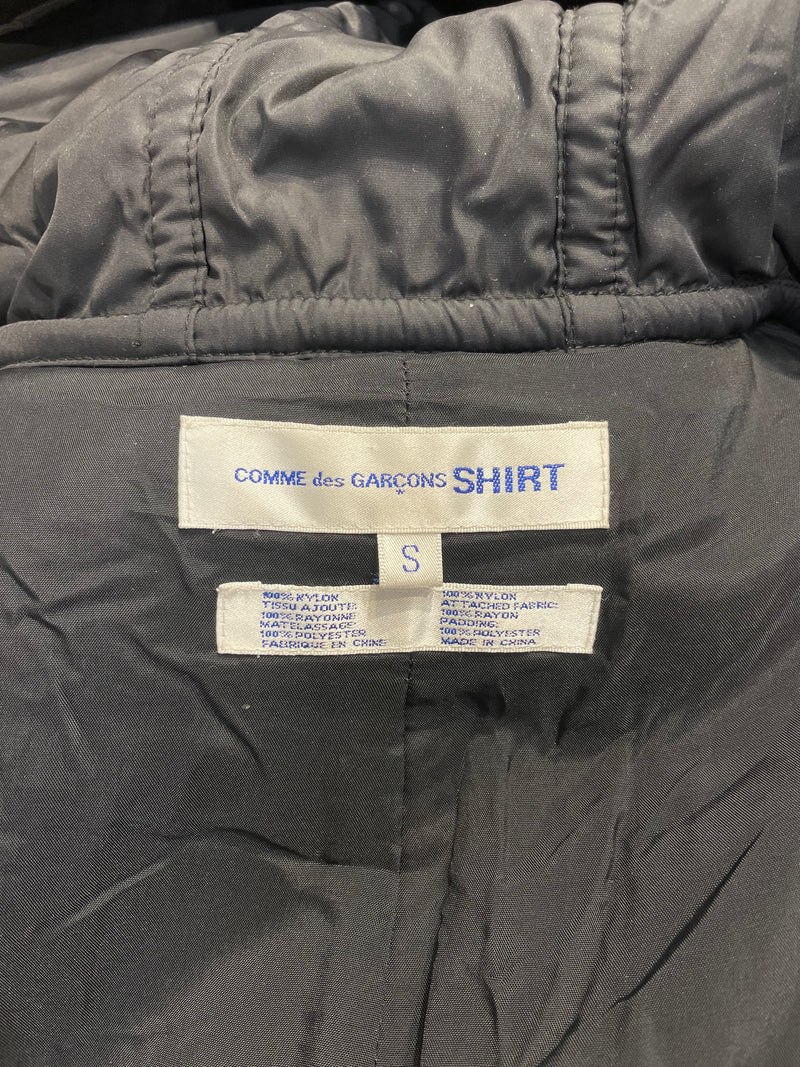 COMME des GARÇONS SHIRT
S
100% NYLON
TISSU AJOUTE:
100% RAYONNE
MATELASSAGE:
100% POLYESTER
FABRIQUE EN CHINE
100% NYLON
ATTACHED FABRIC:
100% RAYON
PADDING:
100% POLYESTER
MADE IN CHINA